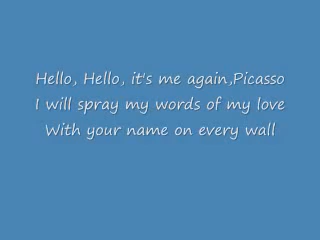 Hello, Hello, it's me again,Picasso
I will spray my words of my love
With your name on every wall